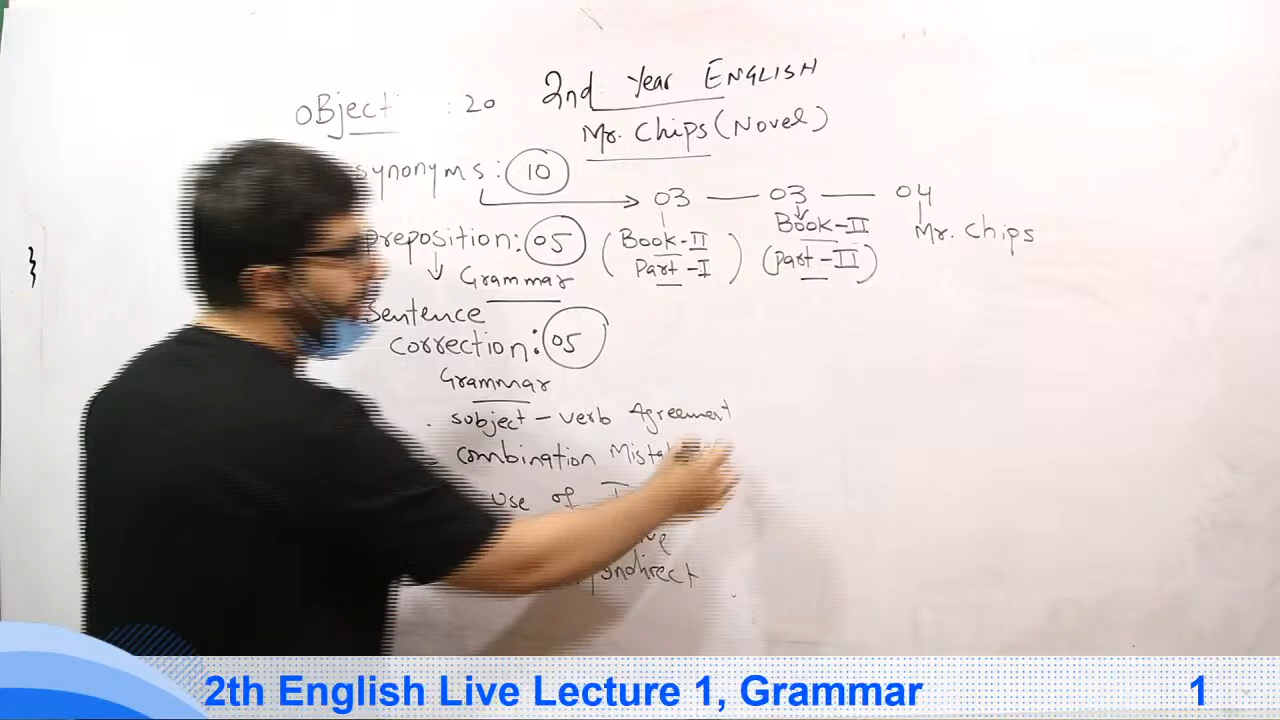 2nd Year ENGLISH
Mr. Chips (Novel)
oBject : 20
synonyms: 10
03 — 03 — 04
Book-II
Part-I
Book-II
(Part-II)
Mr. Chips
preposition: 05
Grammar
Sentence
correction: 05
Grammar
subject - verb Agreement
combination
use of
2th English Live Lecture 1, Grammar 1